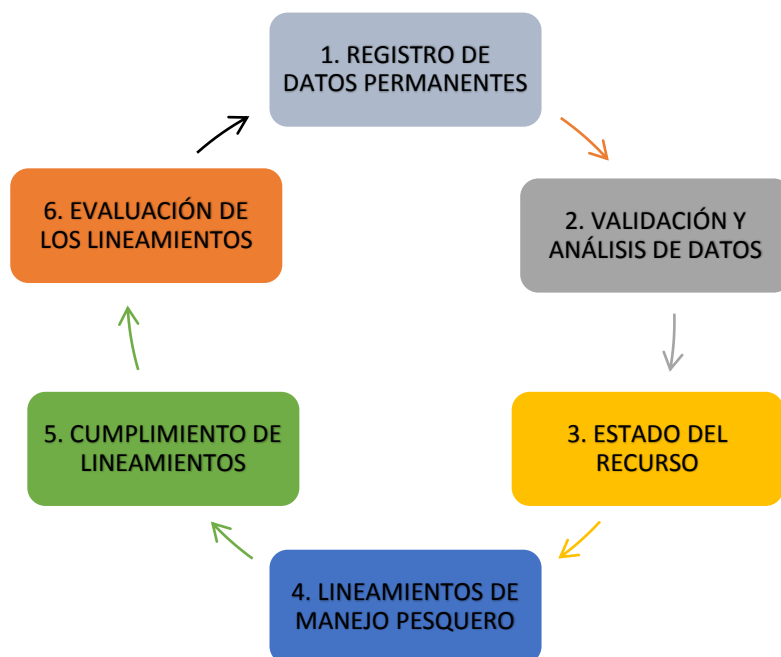 1. REGISTRO DE
DATOS PERMANENTES
2. VALIDACIÓN Y
ANÁLISIS DE DATOS
3. ESTADO DEL
RECURSO
4. LINEAMIENTOS DE
MANEJO PESQUERO
5. CUMPLIMIENTO DE
LINEAMIENTOS
6. EVALUACIÓN DE
LOS LINEAMIENTOS